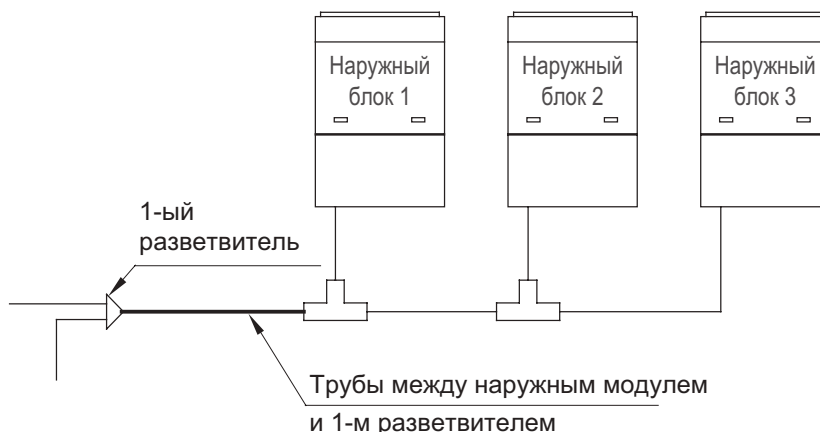 Наружный
блок 1
Наружный
блок 2
Наружный
блок 3
1-ый
разветвитель
Трубы между наружным модулем
и 1-м разветвителем